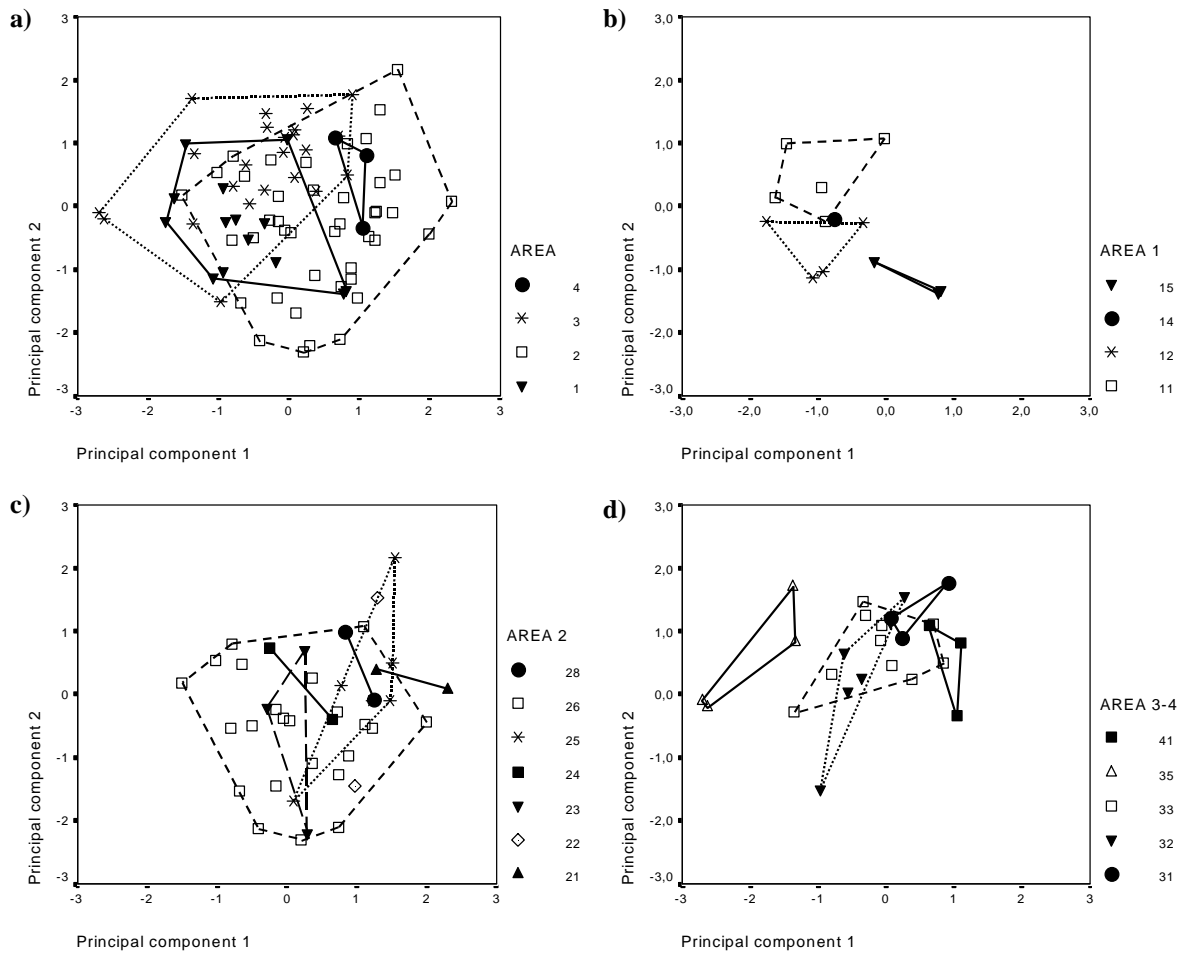 a)
3
2
1
0
-1
-2
-3
Principal component 2
-3 -2 -1 0 1 2 3
Principal component 1
AREA
4
3
2
1
b)
3,0
2,0
1,0
0,0
-1,0
-2,0
-3,0
Principal component 2
-3,0 -2,0 -1,0 0,0 1,0 2,0 3,0
Principal component 1
AREA 1
15
14
12
11
c)
3
2
1
0
-1
-2
-3
Principal component 2
-3 -2 -1 0 1 2 3
Principal component 1
AREA 2
28
26
25
24
23
22
21
d)
3,0
2,0
1,0
0,0
-1,0
-2,0
-3,0
Principal component 2
-3 -2 -1 0 1 2 3
Principal component 1
AREA 3-4
41
35
33
32
31